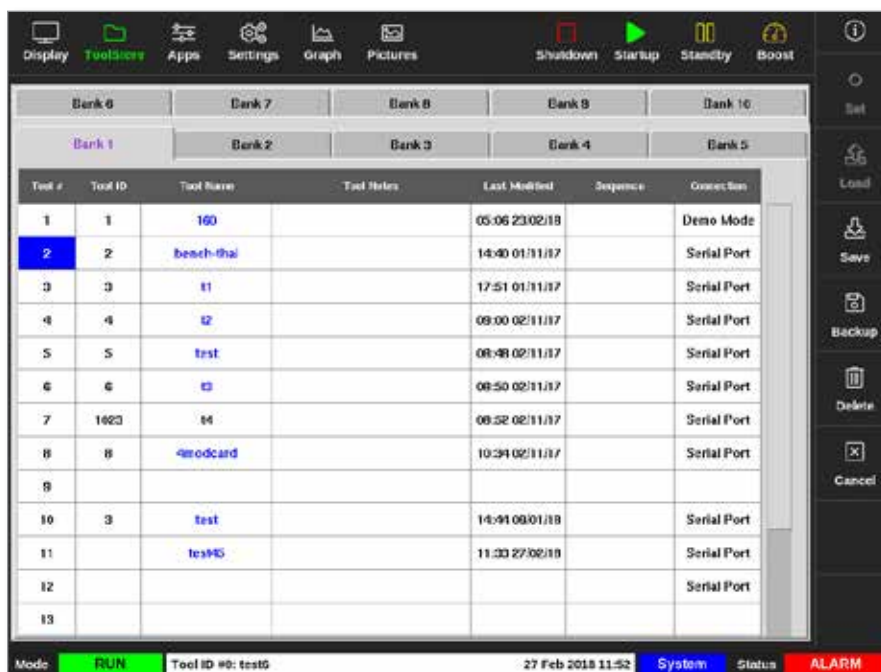 Display ToolStore Apps Settings Graph Pictures Shutdown Startup Standby Boost
Set
Load
Save
Backup
Delete
Cancel
Bank 6 Bank 7 Bank 8 Bank 9 Bank 10
Bank 1 Bank 2 Bank 3 Bank 4 Bank 5
Tool # Tool ID Tool Name Tool Notes Last Modified Sequence Connection
1 1 160 05:06 23/02/18 Demo Mode
2 2 bench-thai 14:40 01/11/17 Serial Port
3 3 t1 17:51 01/11/17 Serial Port
4 4 t2 09:00 02/11/17 Serial Port
5 5 test 08:48 02/11/17 Serial Port
6 6 t3 08:50 02/11/17 Serial Port
7 1023 t4 08:52 02/11/17 Serial Port
8 8 4modcard 10:34 02/11/17 Serial Port
9
10 3 test Serial Port
11 test45 11:33 27/02/18 Serial Port
12 Serial Port
13
Mode RUN Tool ID #0: test6 27 Feb 2018 11:52 System Status ALARM